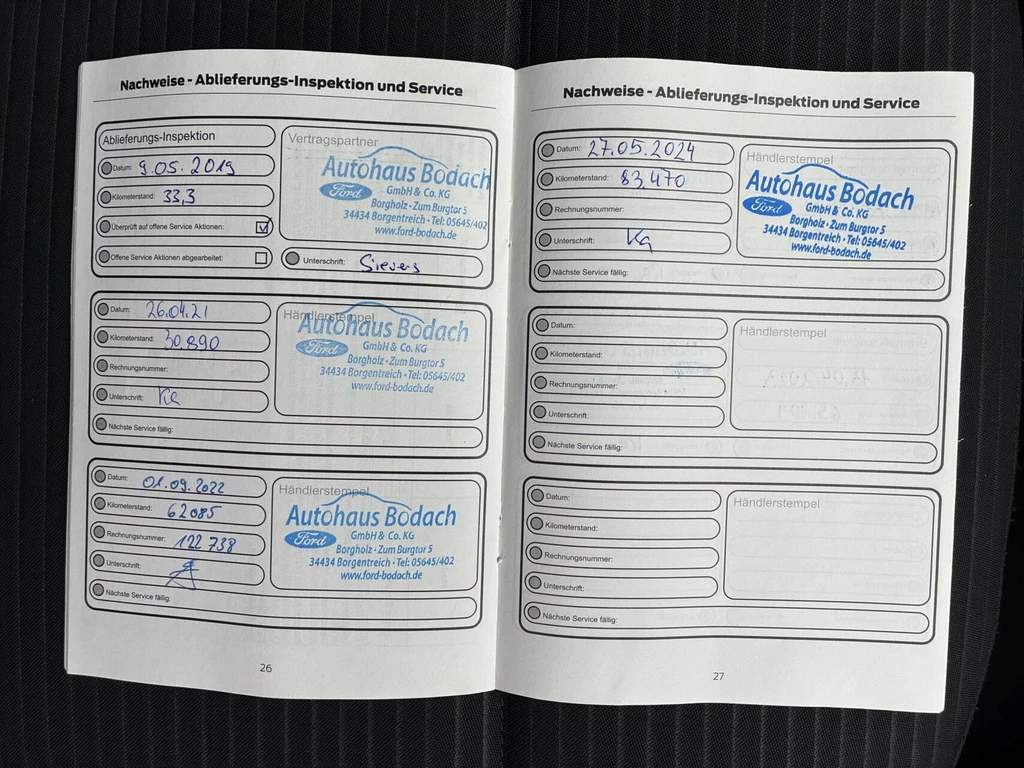 Nachweise - Ablieferungs-Inspektion und Service
Ablieferungs-Inspektion
Datum: 9.05.2019
Kilometerstand: 33,3
Überprüft auf offene Service Aktionen:
Offene Service Aktionen abgearbeitet:
Vertragspartner
Autohaus Bodach
Ford
GmbH & Co. KG
Borgholz · Zum Burgtor 5
34434 Borgentreich · Tel: 05645/402
www.ford-bodach.de
Unterschrift: Sievers
Datum: 26.04.21
Kilometerstand: 30.890
Rechnungsnummer:
Unterschrift:
Nächste Service fällig:
Händlerstempel
Autohaus Bodach
Ford
GmbH & Co. KG
Borgholz · Zum Burgtor 5
34434 Borgentreich · Tel: 05645/402
www.ford-bodach.de
Datum: 01.09.2022
Kilometerstand: 62085
Rechnungsnummer: 122 738
Unterschrift:
Nächste Service fällig:
Händlerstempel
Autohaus Bodach
Ford
GmbH & Co. KG
Borgholz · Zum Burgtor 5
34434 Borgentreich · Tel: 05645/402
www.ford-bodach.de
26
Nachweise - Ablieferungs-Inspektion und Service
Datum: 27.05.2024
Kilometerstand: 83.470
Rechnungsnummer:
Unterschrift:
Nächste Service fällig:
Händlerstempel
Autohaus Bodach
Ford
GmbH & Co. KG
Borgholz · Zum Burgtor 5
34434 Borgentreich · Tel: 05645/402
www.ford-bodach.de
Datum:
Kilometerstand:
Rechnungsnummer:
Unterschrift:
Nächste Service fällig:
Händlerstempel
Datum:
Kilometerstand:
Rechnungsnummer:
Unterschrift:
Nächste Service fällig:
Händlerstempel
27